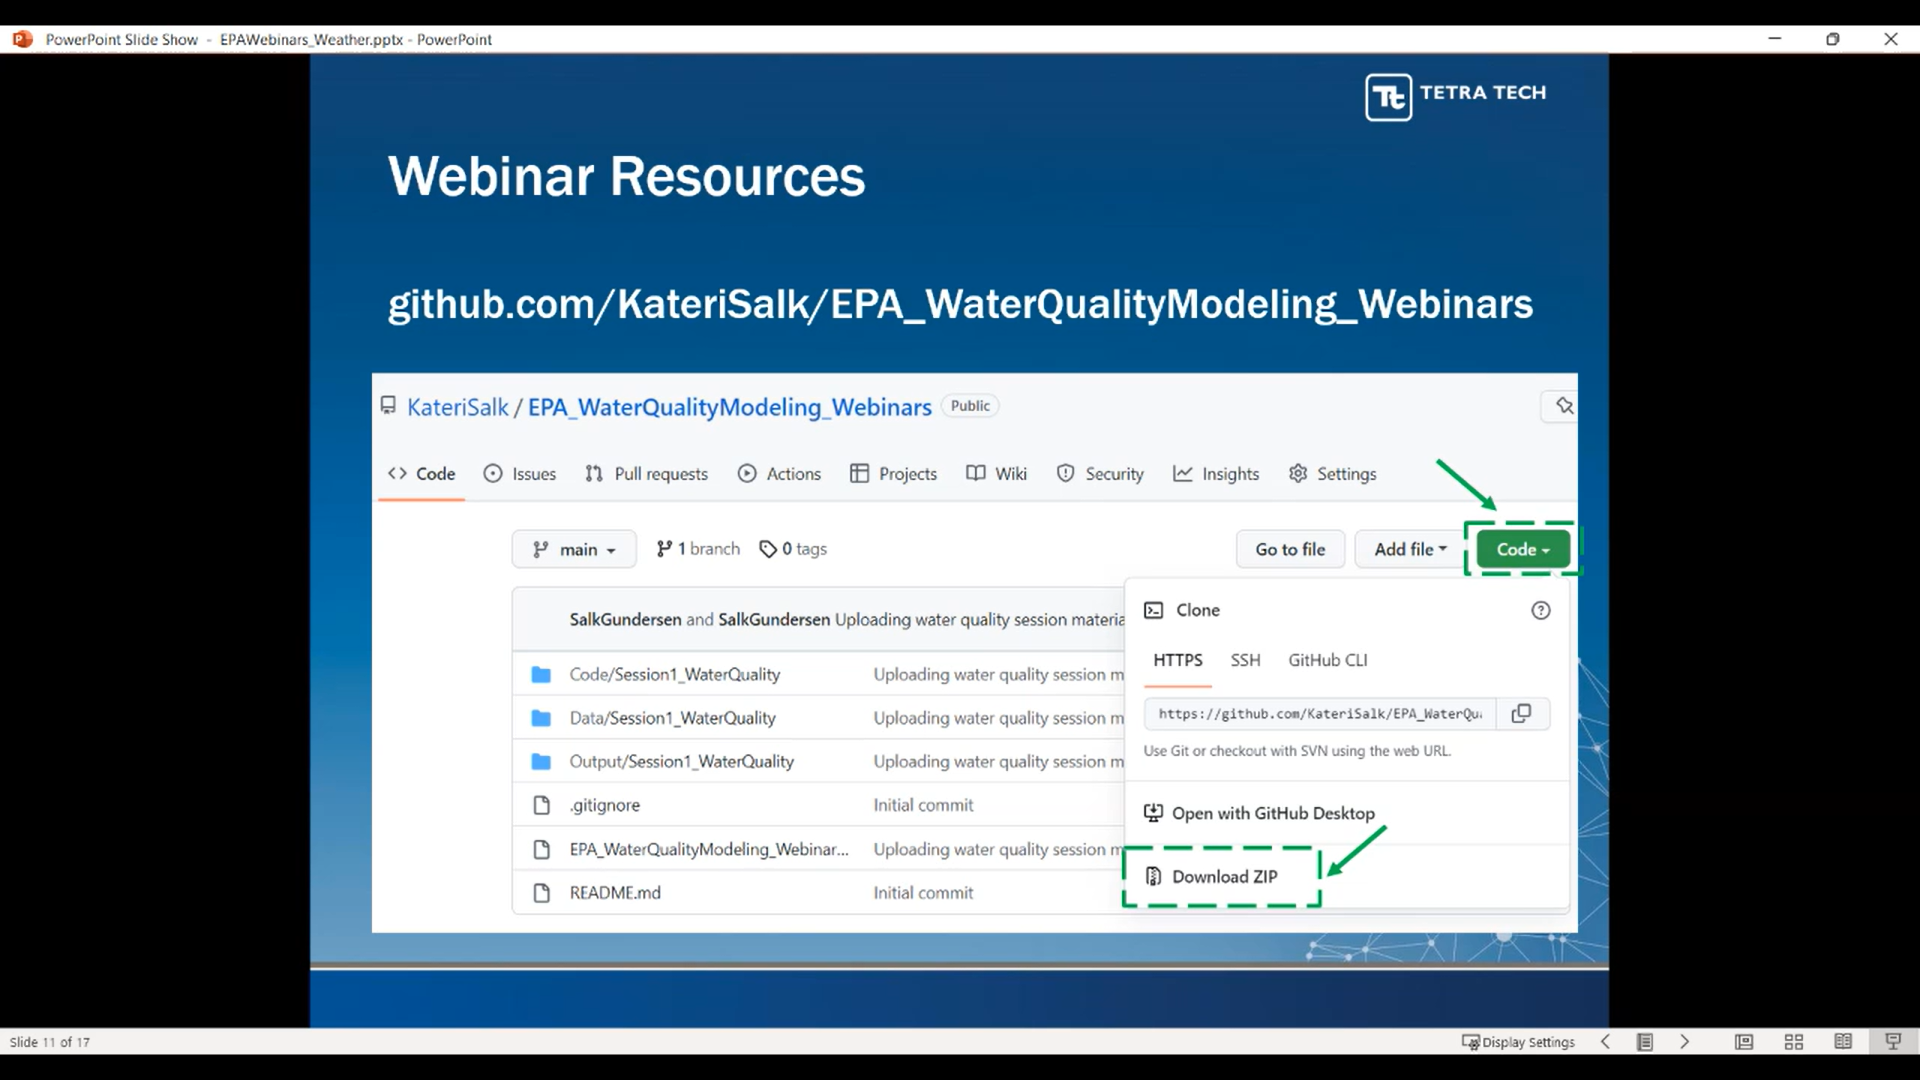 PowerPoint Slide Show - EPAWebinars_Weather.pptx - PowerPoint
Tt TETRA TECH
Webinar Resources
github.com/KateriSalk/EPA_WaterQualityModeling_Webinars
KateriSalk / EPA_WaterQualityModeling_Webinars Public
Code Issues Pull requests Actions Projects Wiki Security Insights Settings
main 1 branch 0 tags Go to file Add file Code
SalkGundersen and SalkGundersen Uploading water quality session materia
Code/Session1_WaterQuality Uploading water quality session m
Data/Session1_WaterQuality Uploading water quality session m
Output/Session1_WaterQuality Uploading water quality session m
.gitignore Initial commit
EPA_WaterQualityModeling_Webinar... Uploading water quality session m
README.md Initial commit
Clone
HTTPS SSH GitHub CLI
https://github.com/KateriSalk/EPA_WaterQu
Use Git or checkout with SVN using the web URL.
Open with GitHub Desktop
Download ZIP
Slide 11 of 17 Display Settings